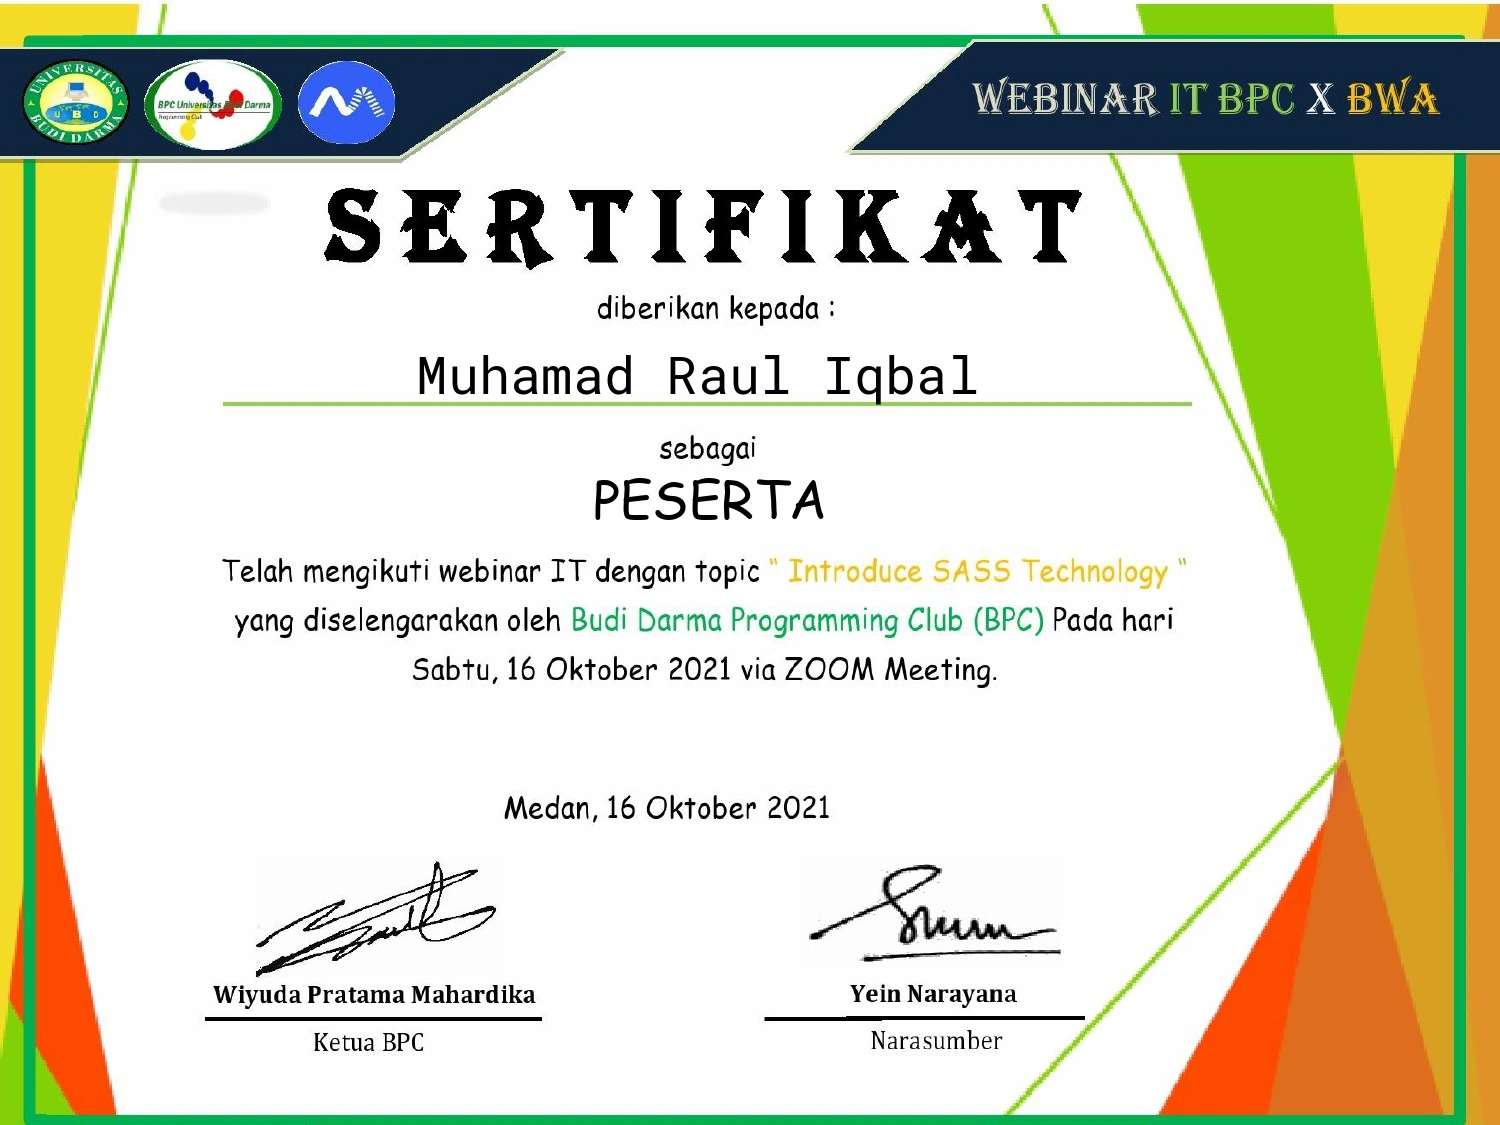 UNIVERSITAS
U B D
BUDI DARMA
BPC Universitas Budi Darma
Programming Club
WEBINAR IT BPC X BWA
SERTIFIKAT
diberikan kepada :
Muhamad Raul Iqbal
sebagai
PESERTA
Telah mengikuti webinar IT dengan topic " Introduce SASS Technology "
yang diselengarakan oleh Budi Darma Programming Club (BPC) Pada hari
Sabtu, 16 Oktober 2021 via ZOOM Meeting.
Medan, 16 Oktober 2021
Wiyuda Pratama Mahardika
Ketua BPC
Yein Narayana
Narasumber